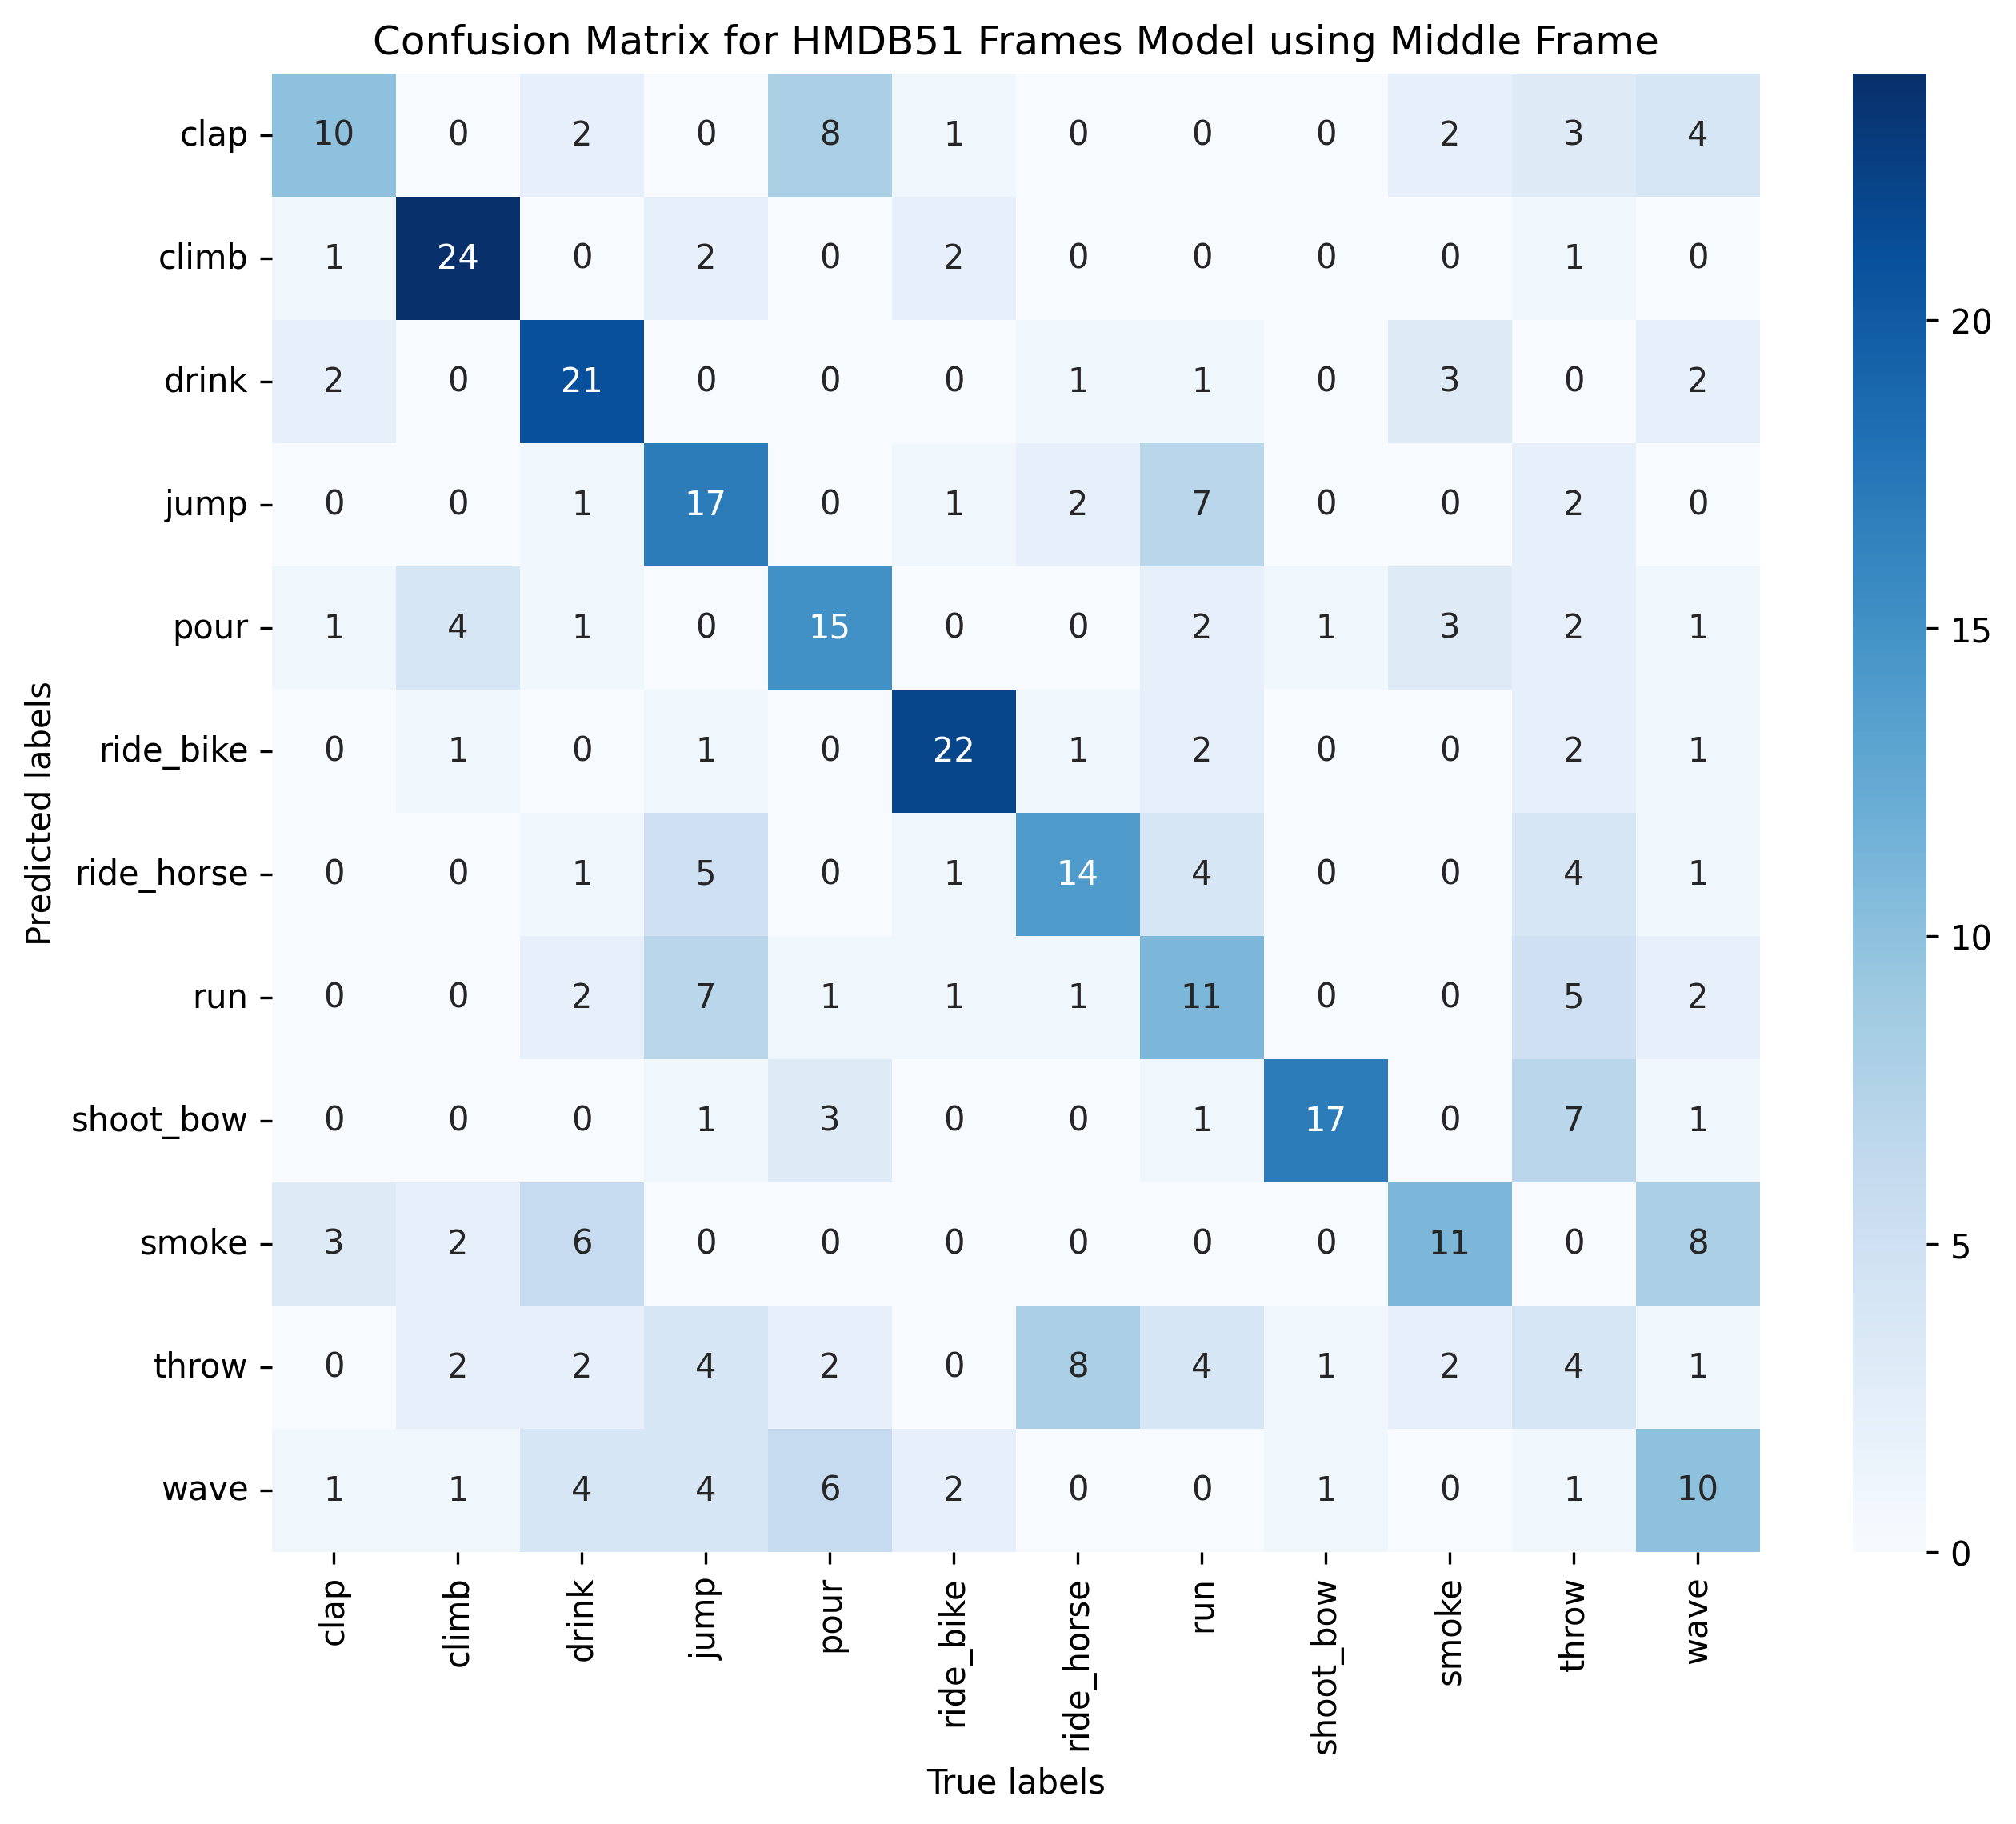 Confusion Matrix for HMDB51 Frames Model using Middle Frame
clap 10 0 2 0 8 1 0 0 0 2 3 4
climb 1 24 0 2 0 2 0 0 0 0 1 0
drink 2 0 21 0 0 0 1 1 0 3 0 2
jump 0 0 1 17 0 1 2 7 0 0 2 0
pour 1 4 1 0 15 0 0 2 1 3 2 1
ride_bike 0 1 0 1 0 22 1 2 0 0 2 1
ride_horse 0 0 1 5 0 1 14 4 0 0 4 1
run 0 0 2 7 1 1 1 11 0 0 5 2
shoot_bow 0 0 0 1 3 0 0 1 17 0 7 1
smoke 3 2 6 0 0 0 0 0 0 11 0 8
throw 0 2 2 4 2 0 8 4 1 2 4 1
wave 1 1 4 4 6 2 0 0 1 0 1 10
clap climb drink jump pour ride_bike ride_horse run shoot_bow smoke throw wave
True labels
Predicted labels
20
15
10
5
0